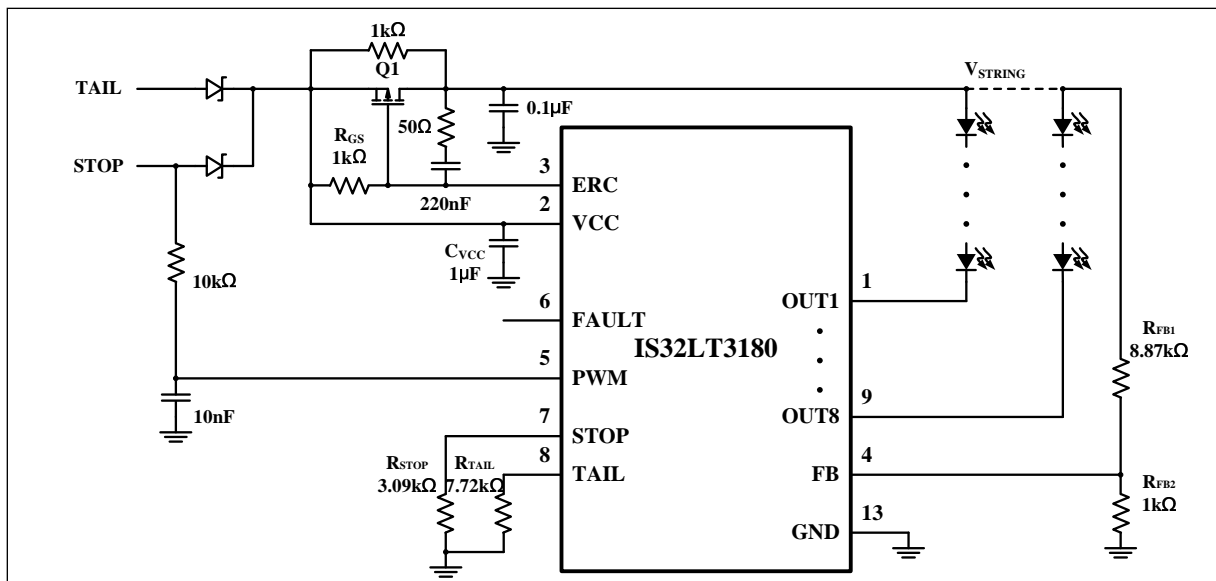 1kΩ
Q1
TAIL
VSTRING
0.1µF
50Ω
RGS
1kΩ
STOP
3
ERC
220nF
2
VCC
CVCC
1µF
10kΩ
1
OUT1
6
FAULT
RFB1
8.87kΩ
IS32LT3180
5
PWM
9
OUT8
10nF
7
STOP
8
TAIL
4
FB
RSTOP
3.09kΩ
RTAIL
7.72kΩ
RFB2
1kΩ
13
GND